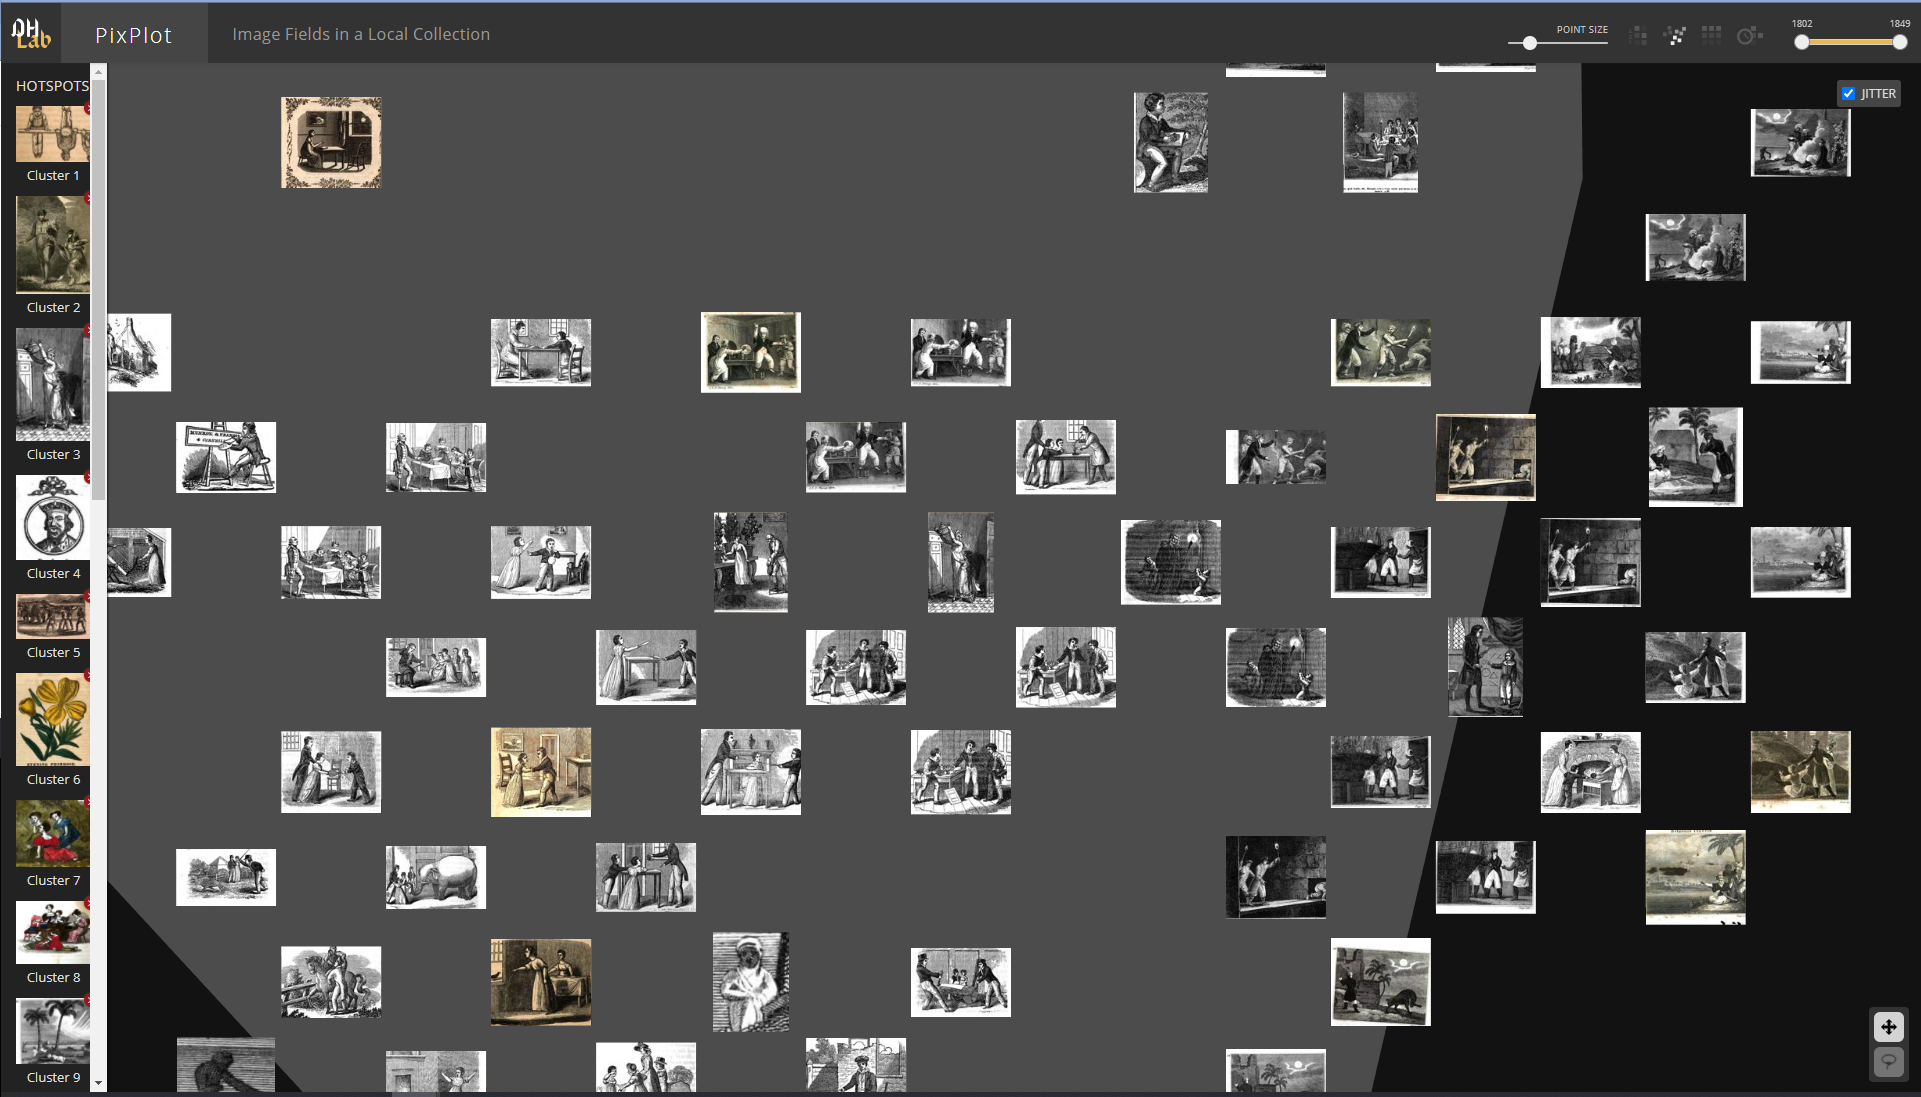 DH
Lab
PixPlot
Image Fields in a Local Collection
POINT SIZE
1802
1849
JITTER
HOTSPOTS
Cluster 1
Cluster 2
Cluster 3
Cluster 4
Cluster 5
Cluster 6
Cluster 7
Cluster 8
Cluster 9